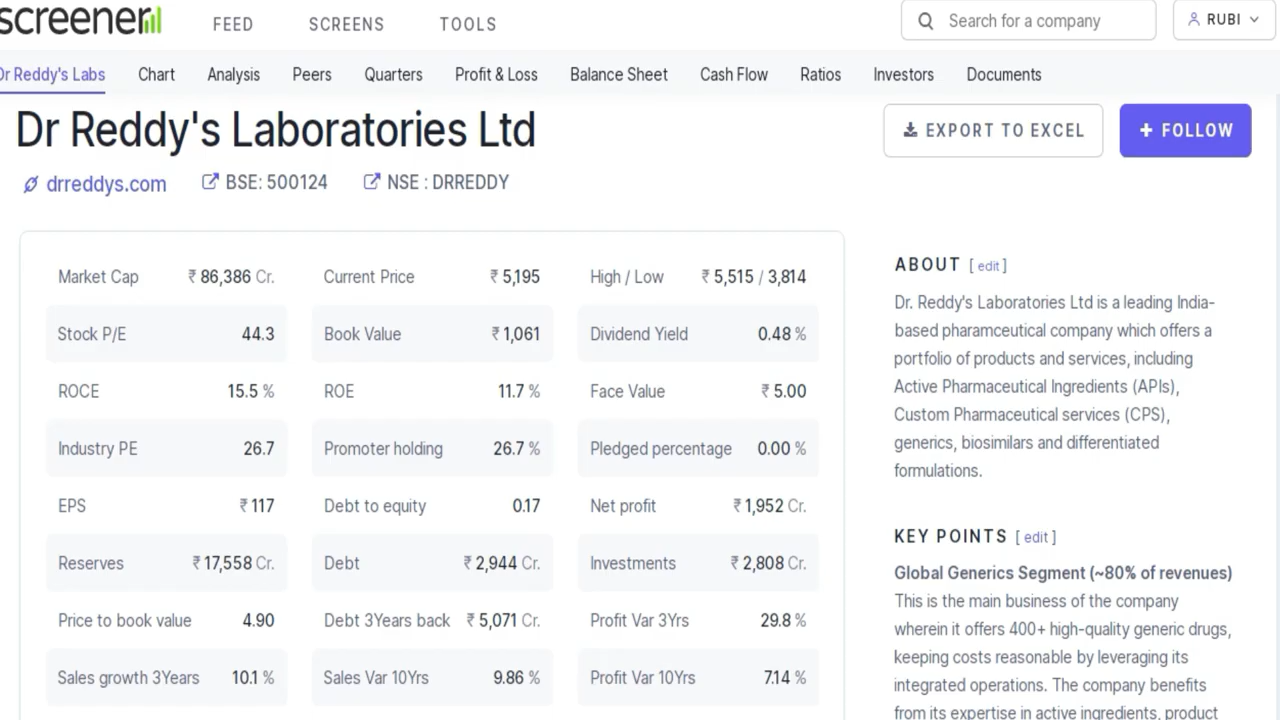 screener
FEED SCREENS TOOLS
Search for a company
RUBI
Dr Reddy's Labs Chart Analysis Peers Quarters Profit & Loss Balance Sheet Cash Flow Ratios Investors Documents
Dr Reddy's Laboratories Ltd
EXPORT TO EXCEL
+ FOLLOW
drreddys.com BSE: 500124 NSE : DRREDDY
Market Cap ₹ 86,386 Cr. Current Price ₹ 5,195 High / Low ₹ 5,515 / 3,814
Stock P/E 44.3 Book Value ₹ 1,061 Dividend Yield 0.48 %
ROCE 15.5 % ROE 11.7 % Face Value ₹ 5.00
Industry PE 26.7 Promoter holding 26.7 % Pledged percentage 0.00 %
EPS ₹ 117 Debt to equity 0.17 Net profit ₹ 1,952 Cr.
Reserves ₹ 17,558 Cr. Debt ₹ 2,944 Cr. Investments ₹ 2,808 Cr.
Price to book value 4.90 Debt 3Years back ₹ 5,071 Cr. Profit Var 3Yrs 29.8 %
Sales growth 3Years 10.1 % Sales Var 10Yrs 9.86 % Profit Var 10Yrs 7.14 %
ABOUT [ edit ]
Dr. Reddy's Laboratories Ltd is a leading India-
based pharamceutical company which offers a
portfolio of products and services, including
Active Pharmaceutical Ingredients (APIs),
Custom Pharmaceutical services (CPS),
generics, biosimilars and differentiated
formulations.
KEY POINTS [ edit ]
Global Generics Segment (~80% of revenues)
This is the main business of the company
wherein it offers 400+ high-quality generic drugs,
keeping costs reasonable by leveraging its
integrated operations. The company benefits
from its expertise in active ingredients, product